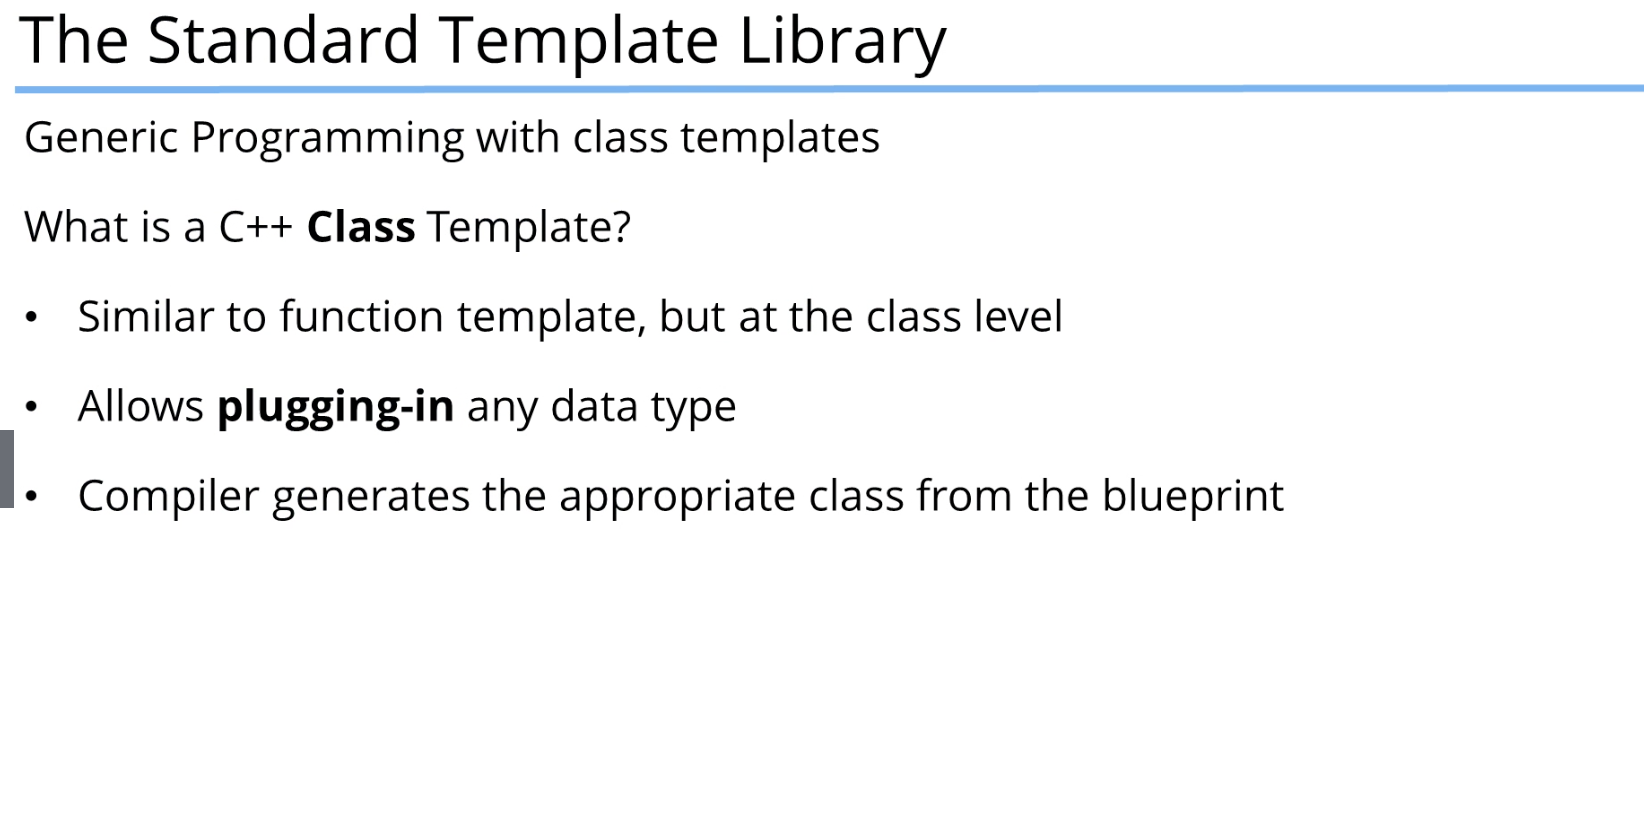 The Standard Template Library
Generic Programming with class templates
What is a C++ Class Template?
• Similar to function template, but at the class level
• Allows plugging-in any data type
• Compiler generates the appropriate class from the blueprint